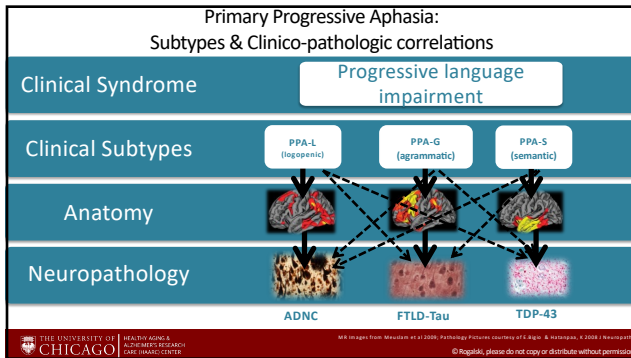 Primary Progressive Aphasia:
Subtypes & Clinico-pathologic correlations
Clinical Syndrome
Progressive language
impairment
Clinical Subtypes
PPA-L
(logopenic)
PPA-G
(agrammatic)
PPA-S
(semantic)
Anatomy
Neuropathology
ADNC
FTLD-Tau
TDP-43
THE UNIVERSITY OF
CHICAGO
HEALTHY AGING &
ALZHEIMER'S RESEARCH
CARE (HAARC) CENTER
MR Images from Mesulam et al 2009; Pathology Pictures courtesy of E.Bigio & Hatanpaa, K 2008 J Neuropath
© Rogalski, please do not copy or distribute without permissio